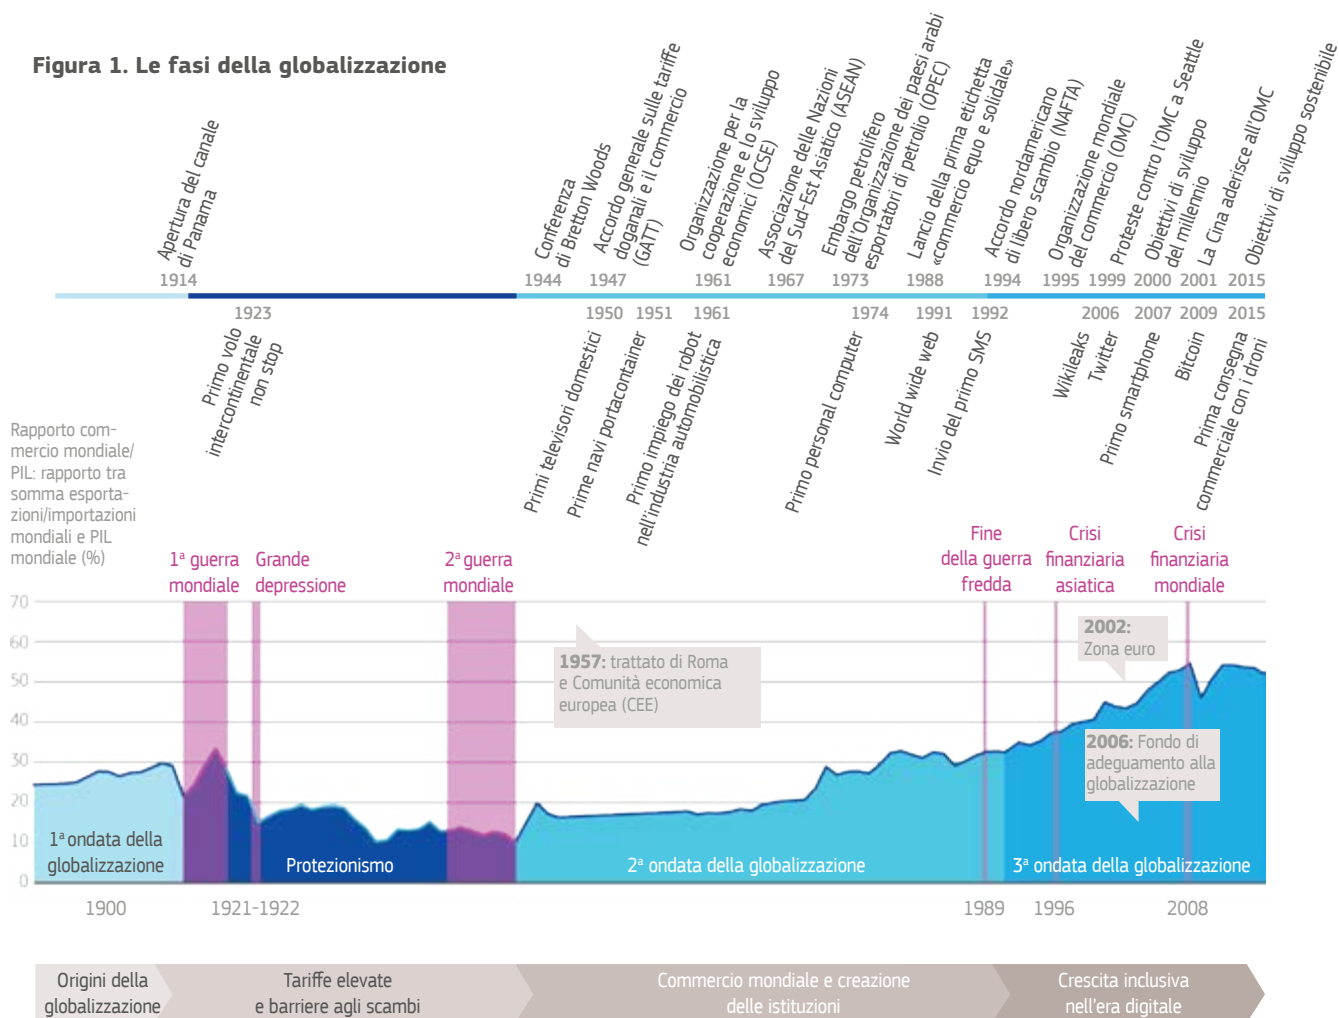 Figura 1. Le fasi della globalizzazione
Apertura del canale
di Panama
Conferenza
di Bretton Woods
Accordo generale sulle tariffe
doganali e il commercio
(GATT)
Organizzazione per la
cooperazione e lo sviluppo
economici (OCSE)
Associazione delle Nazioni
del Sud-Est Asiatico (ASEAN)
Embargo petrolifero
dell'Organizzazione dei paesi arabi
esportatori di petrolio (OPEC)
Lancio della prima etichetta
«commercio equo e solidale»
Accordo nordamericano
di libero scambio (NAFTA)
Organizzazione mondiale
del commercio (OMC)
Proteste contro l'OMC a Seattle
Obiettivi di sviluppo
del millennio
La Cina aderisce all'OMC
Obiettivi di sviluppo sostenibile
1914 1944 1947 1961 1967 1973 1988 1994 1995 1999 2000 2001 2015
1923 1950 1951 1961 1974 1991 1992 2006 2007 2009 2015
Primo volo
intercontinentale
non stop
Primi televisori domestici
Prime navi portacontainer
Primo impiego dei robot
nell'industria automobilistica
Primo personal computer
World wide web
Invio del primo SMS
Wikileaks
Twitter
Primo smartphone
Bitcoin
Prima consegna
commerciale con i droni
Rapporto com-
mercio mondiale/
PIL: rapporto tra
somma esporta-
zioni/importazioni
mondiali e PIL
mondiale (%)
1ª guerra
mondiale
Grande
depressione
2ª guerra
mondiale
Fine
della guerra
fredda
Crisi
finanziaria
asiatica
Crisi
finanziaria
mondiale
70
60
50
40
30
20
10
0
1957: trattato di Roma
e Comunità economica
europea (CEE)
2002:
Zona euro
2006: Fondo di
adeguamento alla
globalizzazione
1ª ondata della
globalizzazione
Protezionismo
2ª ondata della globalizzazione
3ª ondata della globalizzazione
1900 1921-1922 1989 1996 2008
Origini della
globalizzazione
Tariffe elevate
e barriere agli scambi
Commercio mondiale e creazione
delle istituzioni
Crescita inclusiva
nell'era digitale